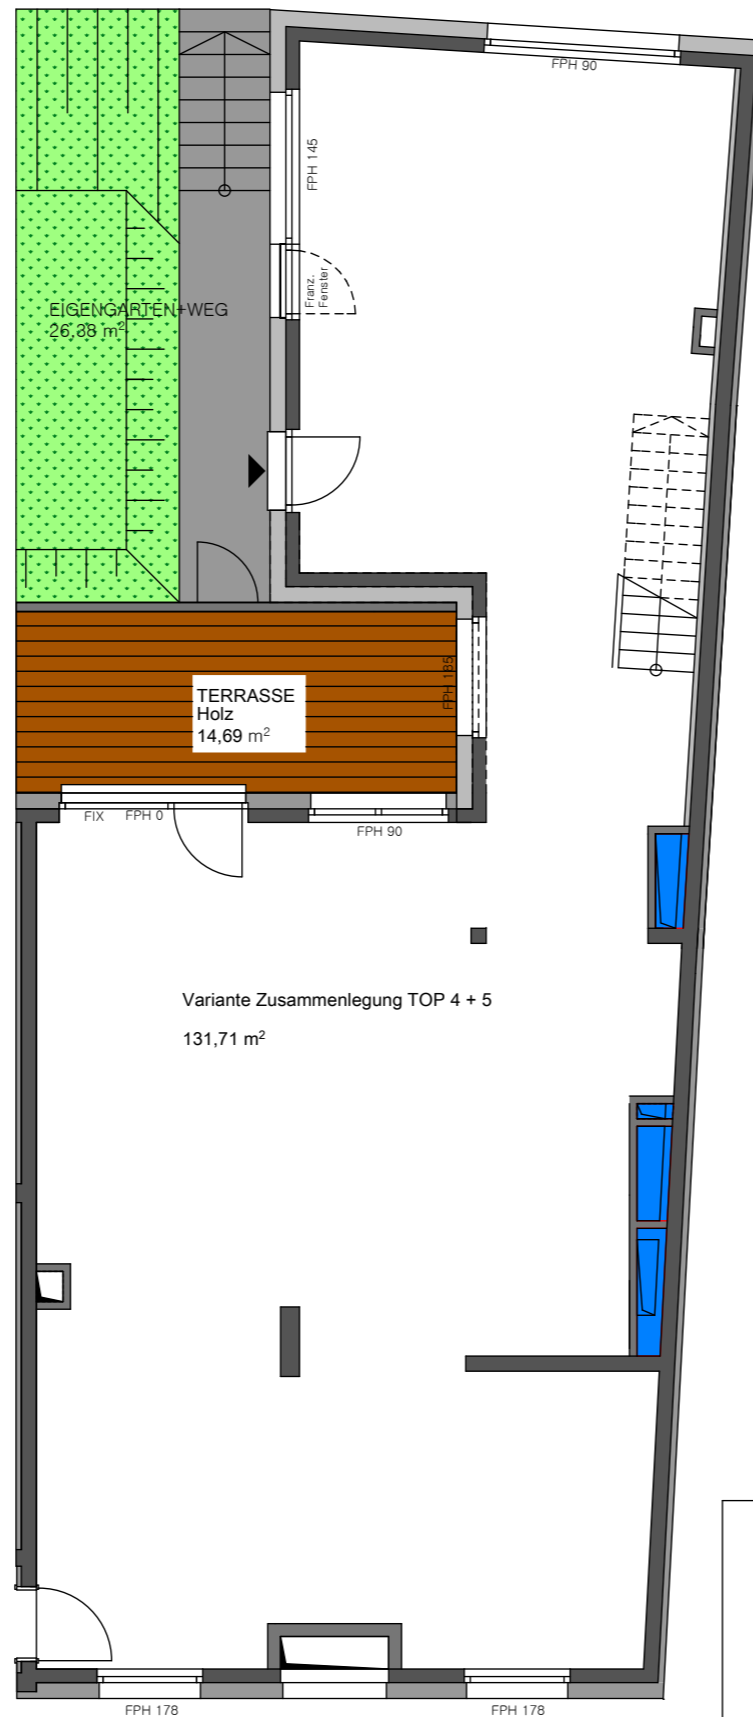 FPH 90
FPH 145
Franz.
Fenster
EIGENGARTEN+WEG
26,38 m²
TERRASSE
Holz
14,69 m²
FPH 185
FIX FPH 0
FPH 90
Variante Zusammenlegung TOP 4 + 5
131,71 m²
FPH 178
FPH 178